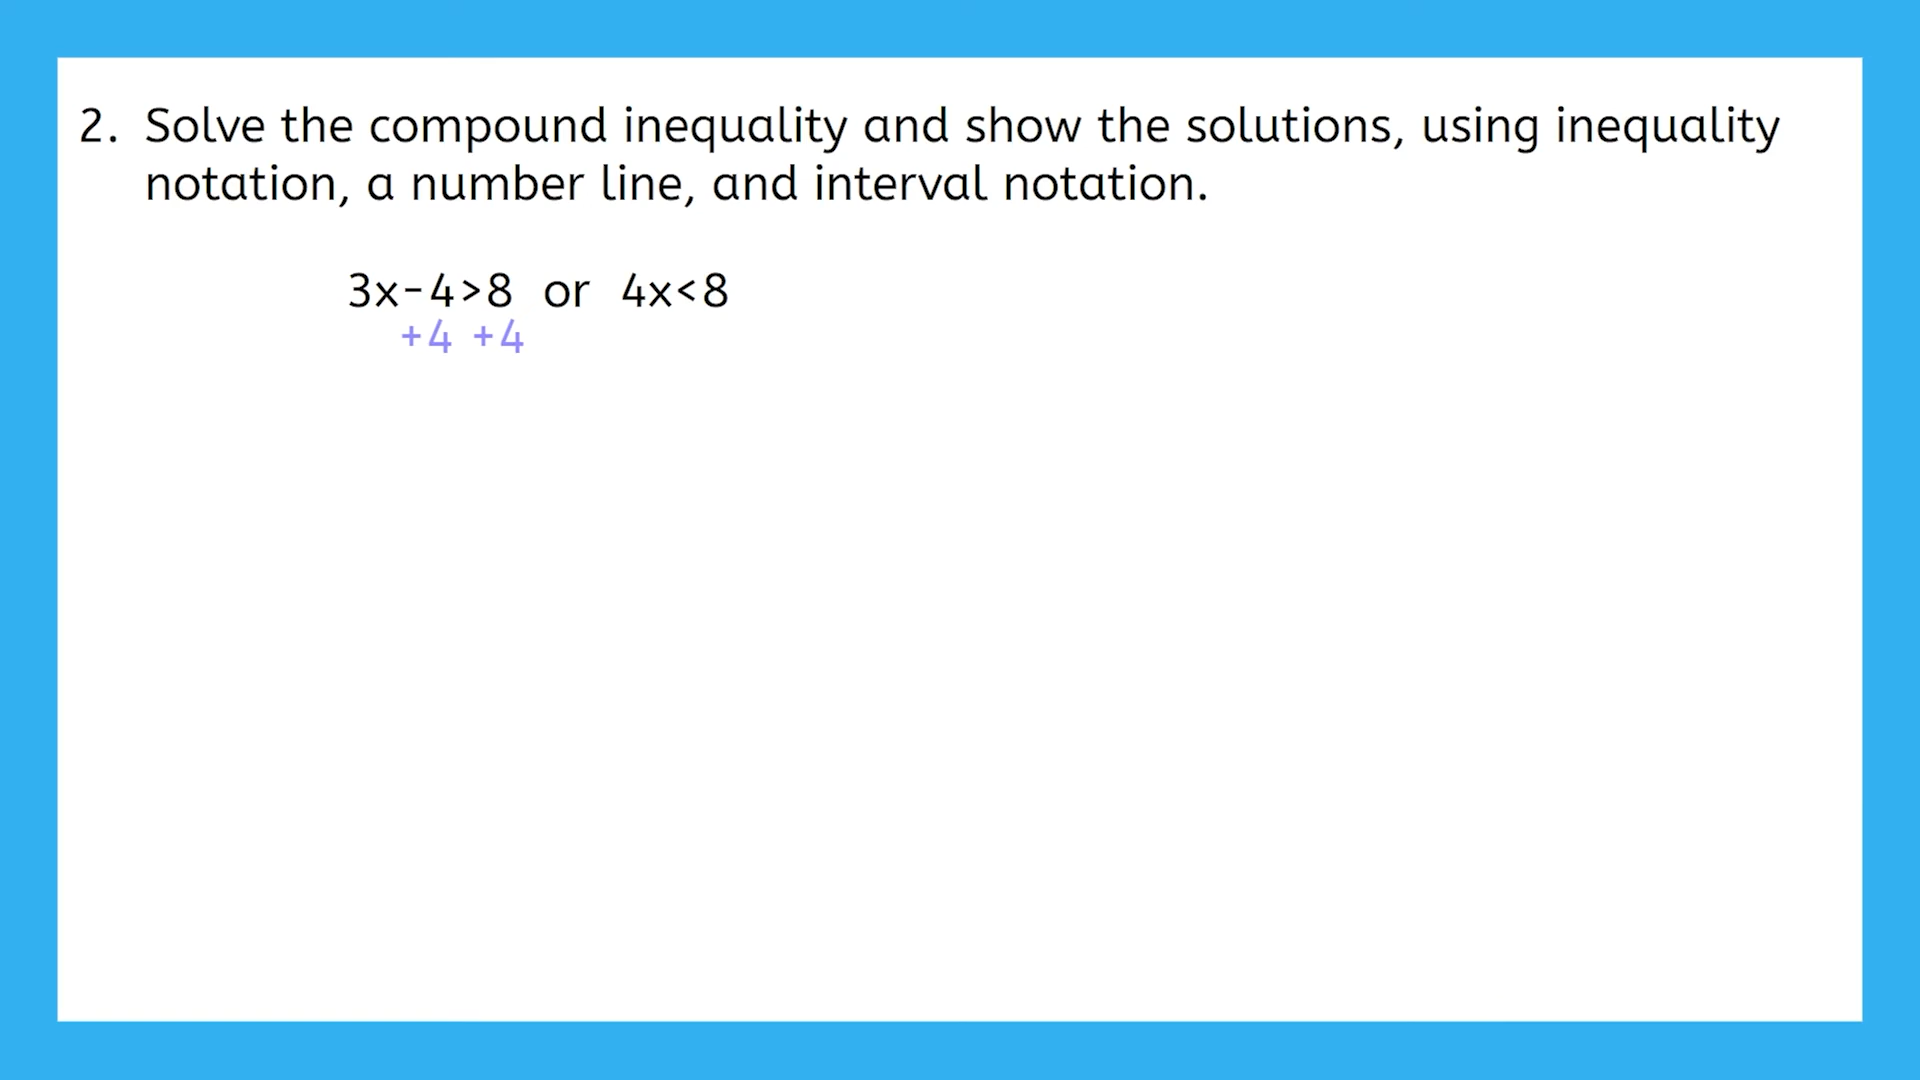 2. Solve the compound inequality and show the solutions, using inequality
notation, a number line, and interval notation.
3x-4>8 or 4x<8
+4 +4